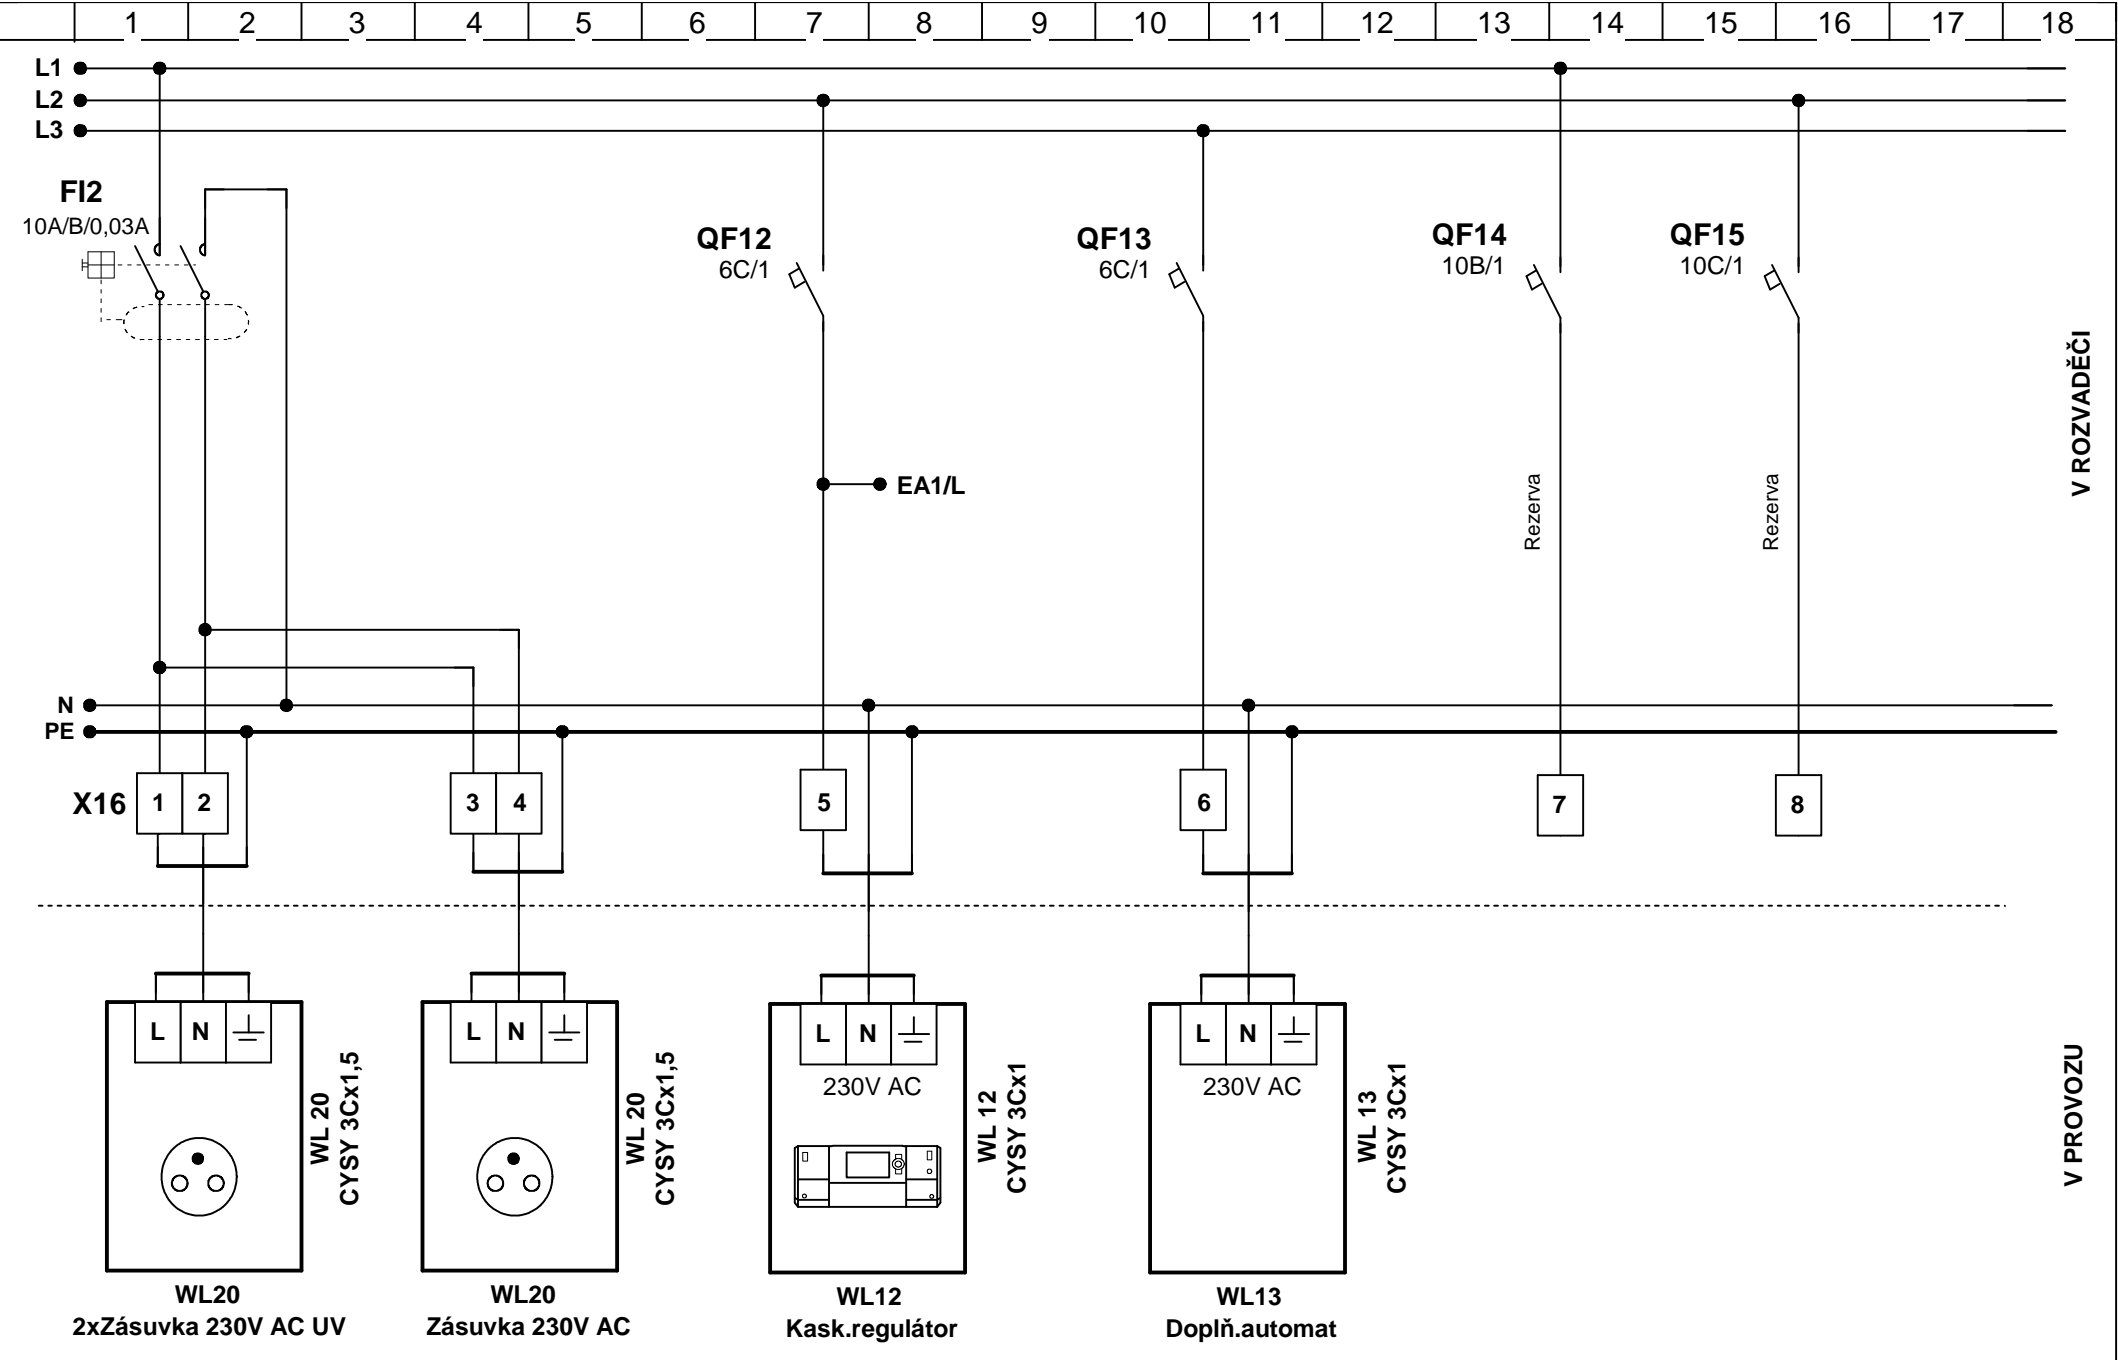 1 2 3 4 5 6 7 8 9 10 11 12 13 14 15 16 17 18
L1
L2
L3
FI2
10A/B/0,03A
QF12
6C/1
QF13
6C/1
QF14
10B/1
QF15
10C/1
V ROZVADĚČI
EA1/L
Rezerva
Rezerva
N
PE
X16 1 2 3 4 5 6 7 8
L N
WL 20
CYSY 3Cx1,5
L N
WL 20
CYSY 3Cx1,5
L N
230V AC
WL 12
CYSY 3Cx1
L N
230V AC
WL 13
CYSY 3Cx1
V PROVOZU
WL20
2xZásuvka 230V AC UV
WL20
Zásuvka 230V AC
WL12
Kask.regulátor
WL13
Doplň.automat